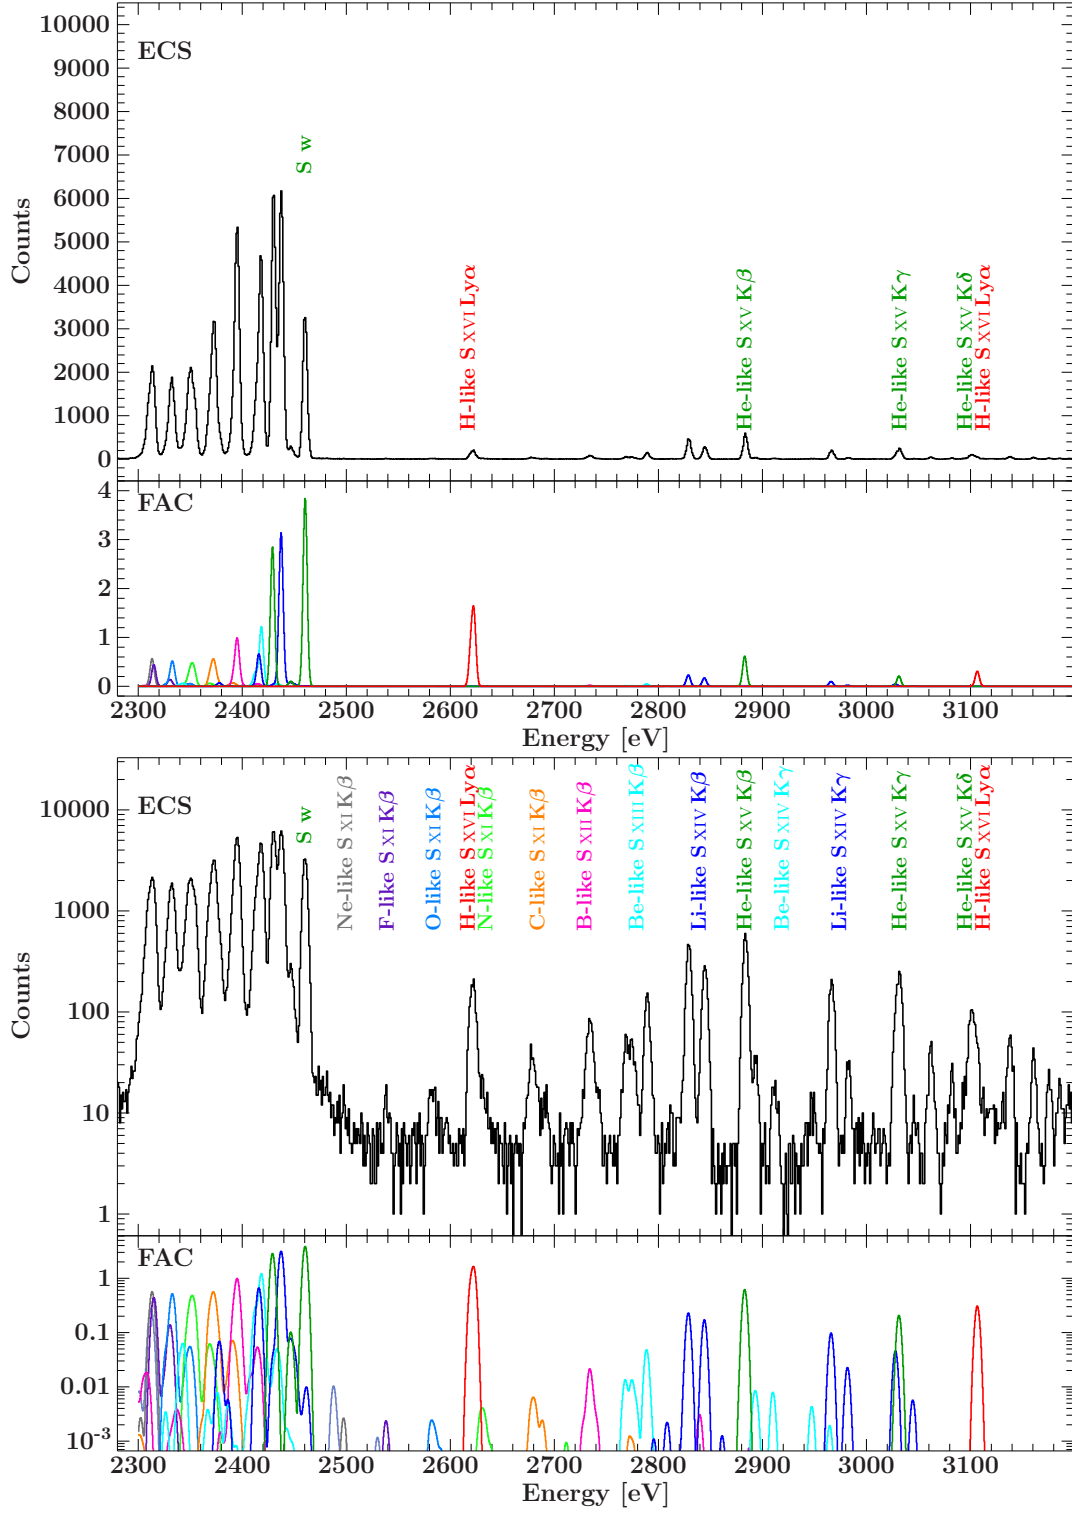 10000
9000
8000
7000
6000
5000
4000
3000
2000
1000
0
Counts
ECS
S w
H-like S XVI Lyα
He-like S XV Kβ
He-like S XV Kγ
He-like S XV Kδ
H-like S XVI Lyα
4
3
2
1
0
FAC
2300 2400 2500 2600 2700 2800 2900 3000 3100
Energy [eV]
10000
1000
100
10
1
Counts
ECS
S w
Ne-like S XI Kβ
F-like S XI Kβ
O-like S XI Kβ
H-like S XVI Lyα
N-like S XI Kβ
C-like S XI Kβ
B-like S XII Kβ
Be-like S XIII Kβ
Li-like S XIV Kβ
He-like S XV Kβ
Be-like S XIV Kγ
Li-like S XIV Kγ
He-like S XV Kγ
He-like S XV Kδ
H-like S XVI Lyα
1
0.1
0.01
10⁻³
FAC
2300 2400 2500 2600 2700 2800 2900 3000 3100
Energy [eV]